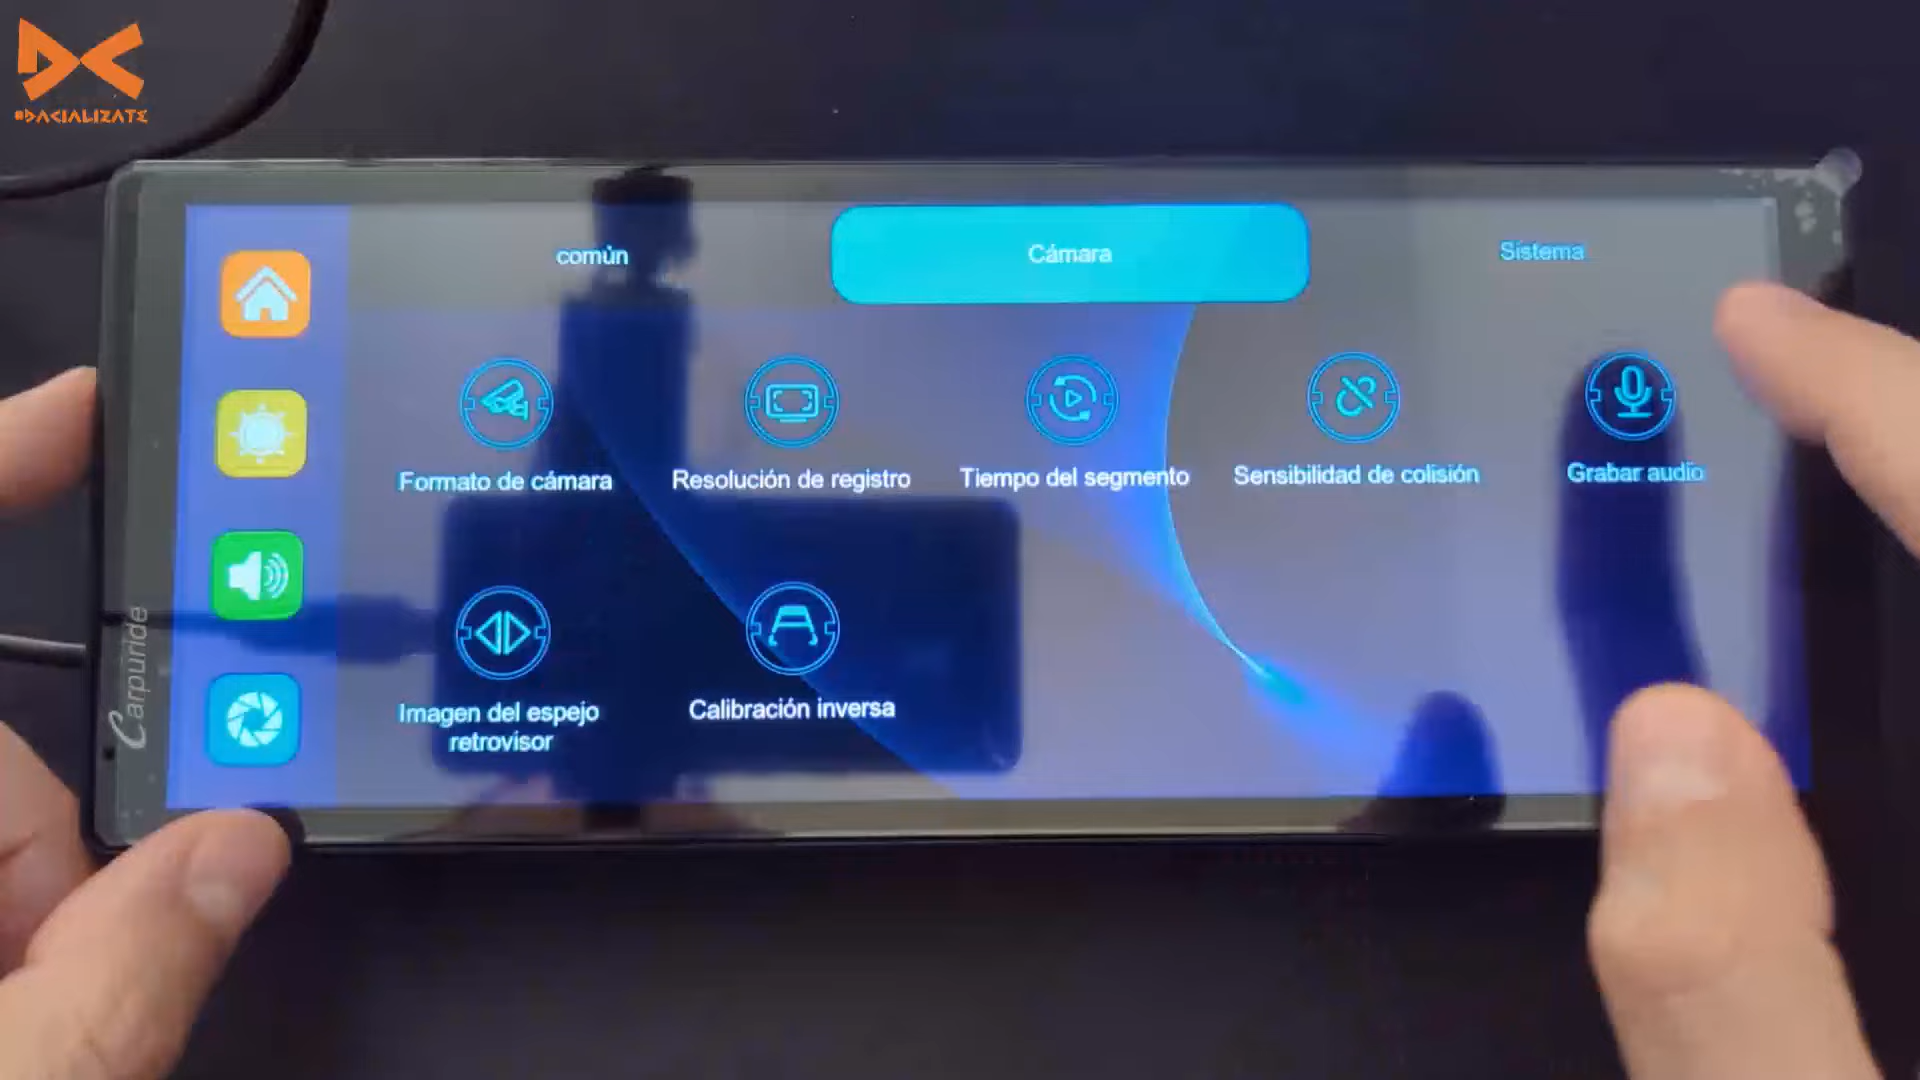 #DACIALIZATE
común
Cámara
Sistema
Formato de cámara
Resolución de registro
Tiempo del segmento
Sensibilidad de colisión
Grabar audio
Imagen del espejo
retrovisor
Calibración inversa
Carpuride